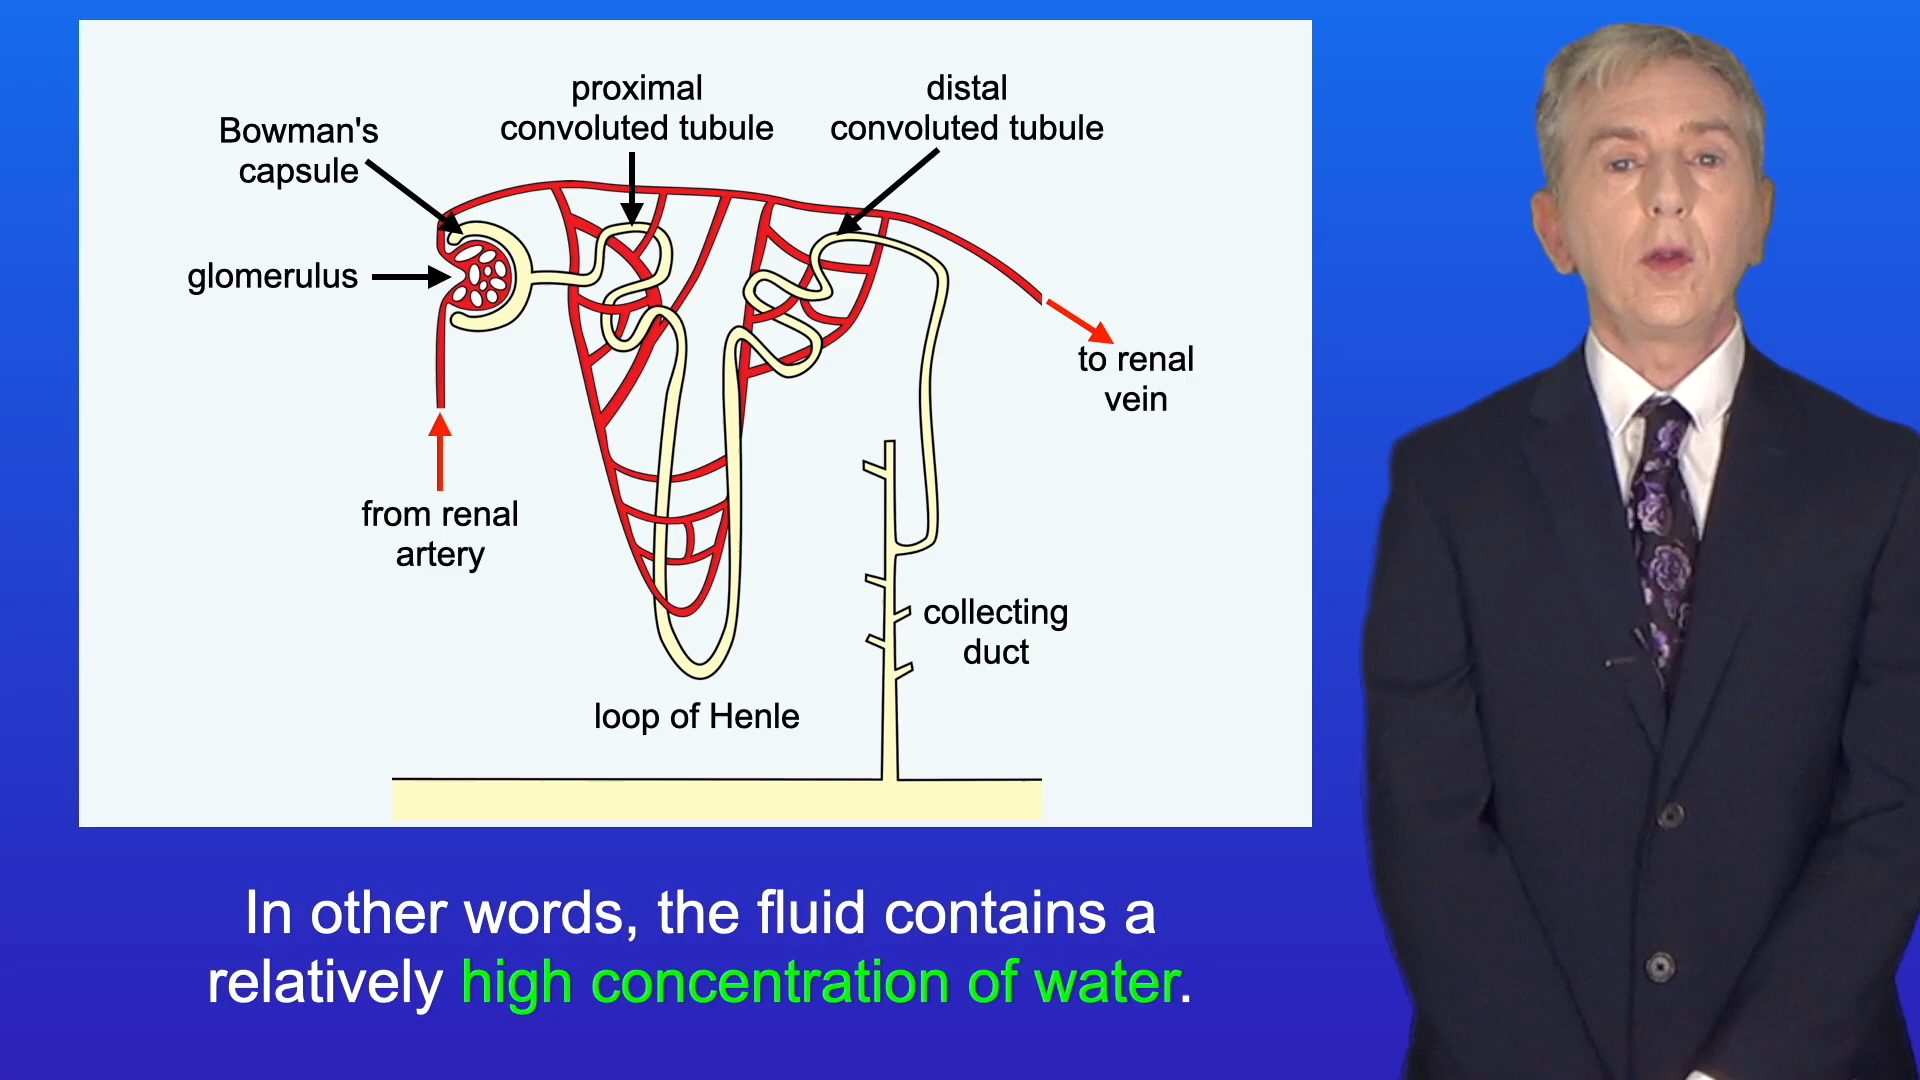 proximal
convoluted tubule
distal
convoluted tubule
Bowman's
capsule
glomerulus
to renal
vein
from renal
artery
collecting
duct
loop of Henle
In other words, the fluid contains a
relatively high concentration of water.